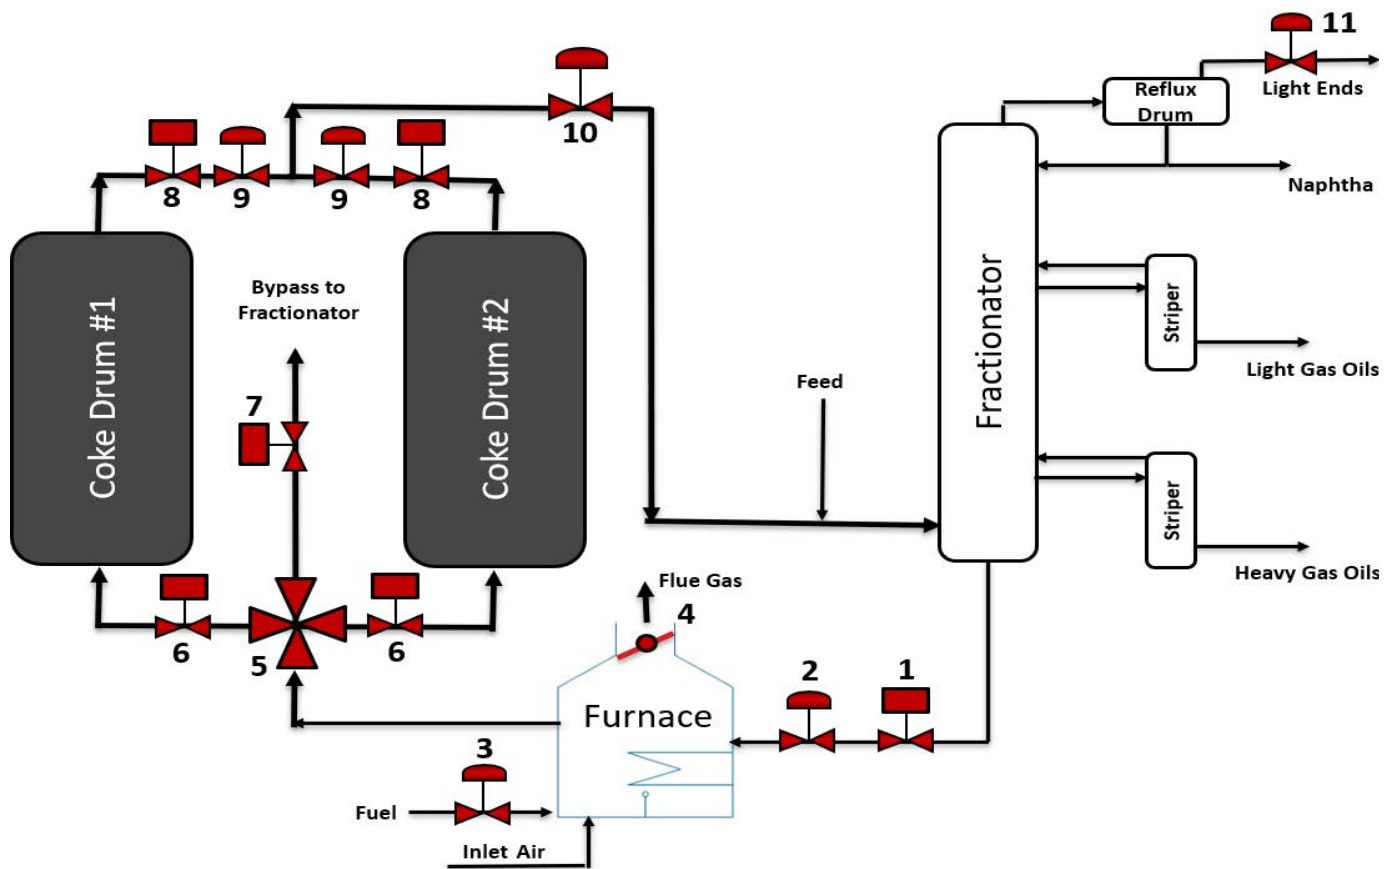 11
Light Ends
Reflux
Drum
10
8
9
9
8
Naphtha
Bypass to
Fractionator
Coke Drum #1
Coke Drum #2
Fractionator
Striper
Light Gas Oils
Feed
7
Striper
Heavy Gas Oils
Flue Gas
4
6
5
6
2
1
Furnace
3
Fuel
Inlet Air